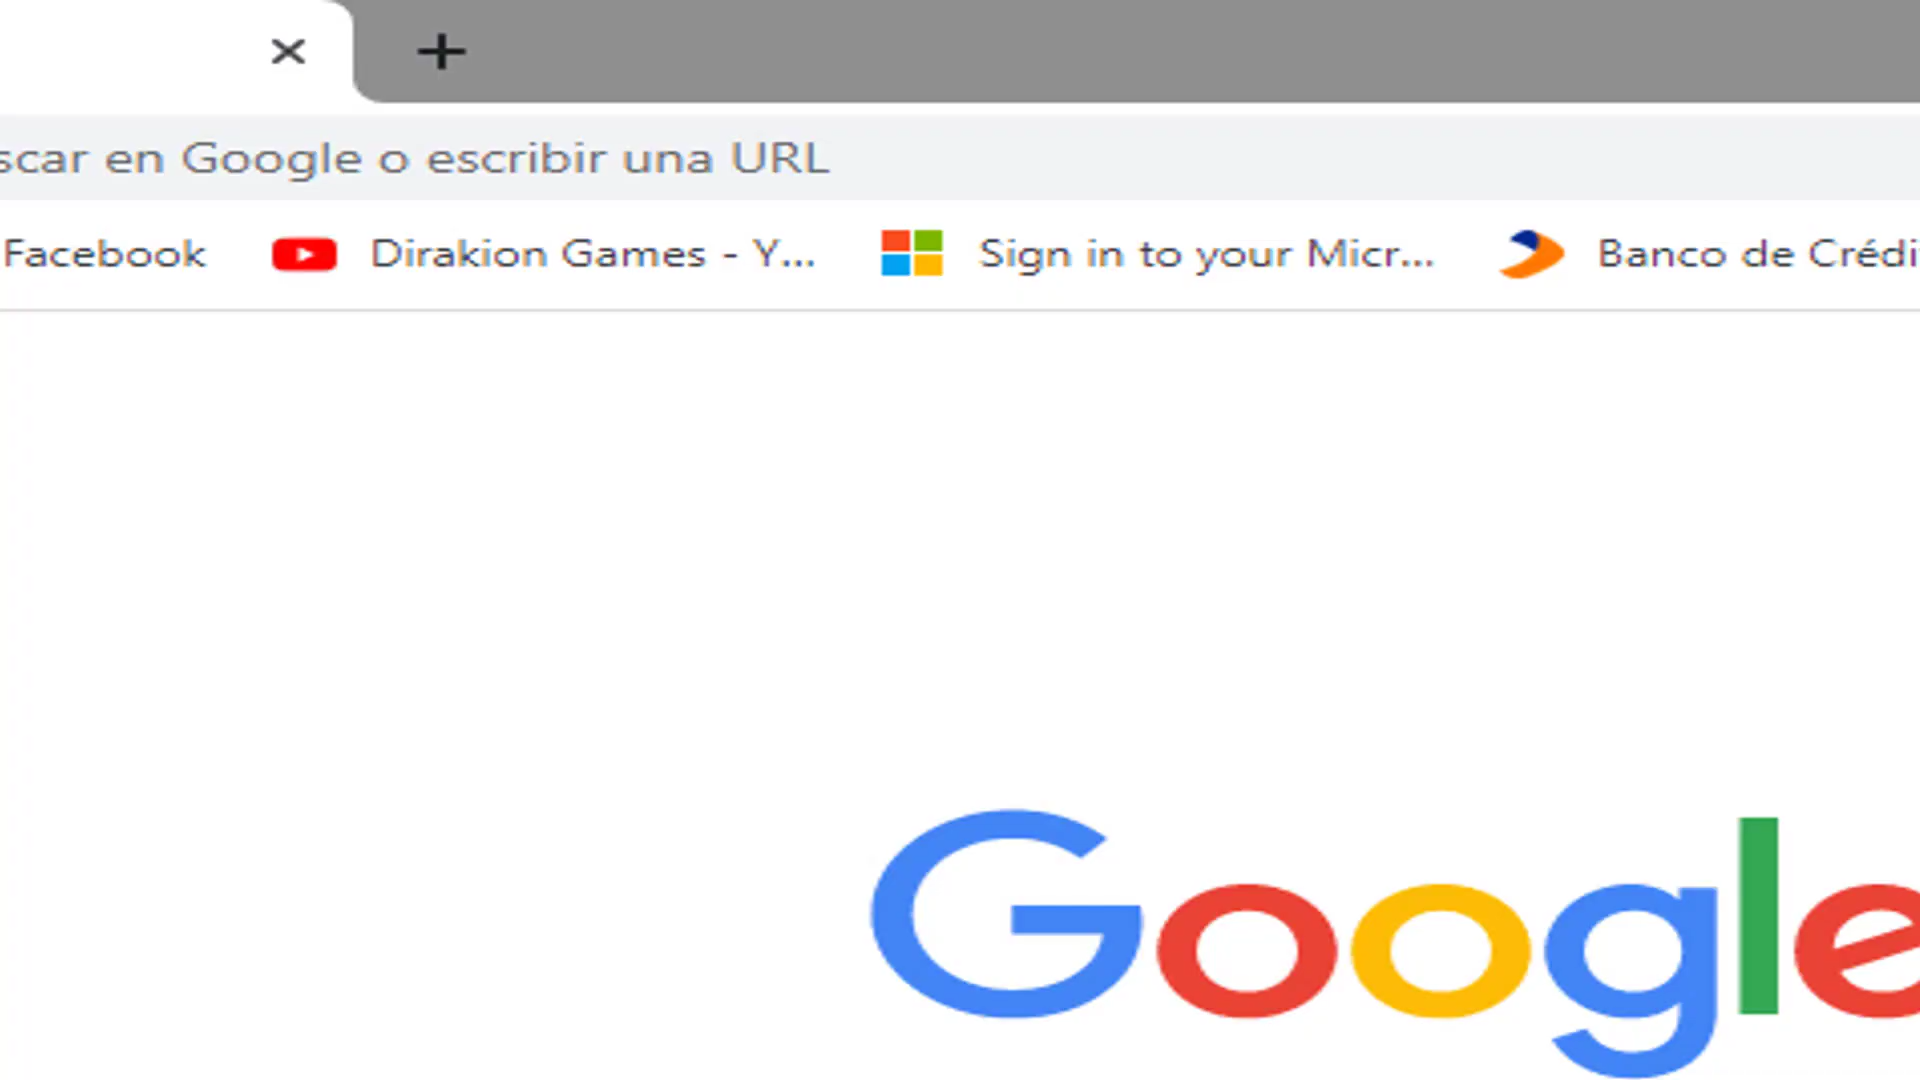 scar en Google o escribir una URL
Facebook Dirakion Games - Y... Sign in to your Micr... Banco de Crédi
Google